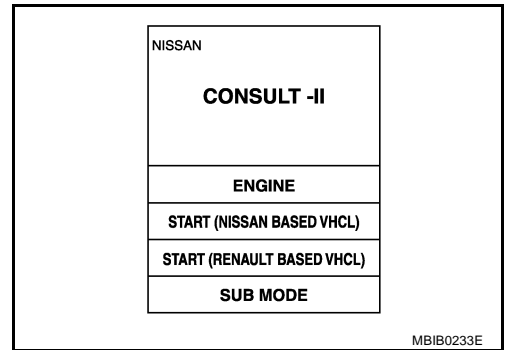 NISSAN
CONSULT -II
ENGINE
START (NISSAN BASED VHCL)
START (RENAULT BASED VHCL)
SUB MODE
MBIB0233E